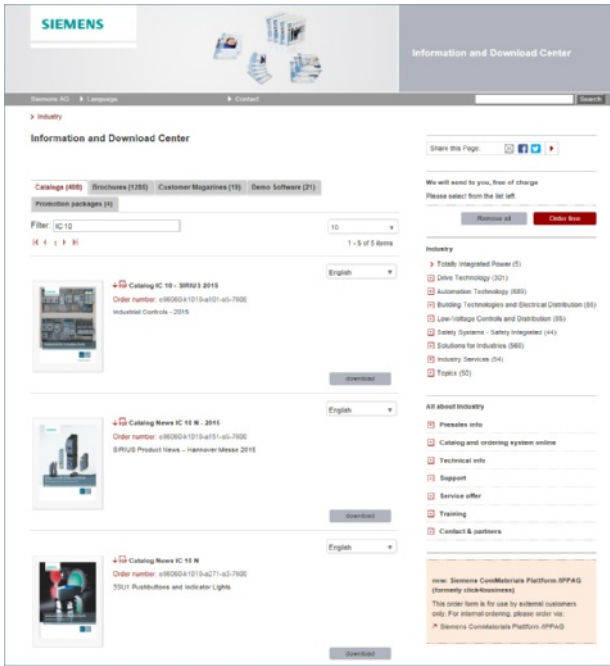 SIEMENS
Information and Download Center
Siemens AG Language Contact Search
Industry
Information and Download Center
Share this Page:
Catalogs (488) Brochures (1288) Customer Magazines (19) Demo Software (21)
Promotion packages (4)
Filter: IC 10
10
1
1 - 5 of 5 items
We will send to you, free of charge
Please select from the list left.
Remove all Order free
English
Catalog IC 10 - SIRIUS 2015
Order number: e86060-k1010-a101-a5-7600
Industrial Controls - 2015
download
English
Catalog News IC 10 N - 2015
Order number: e86060-k1010-a151-a5-7600
SIRIUS Product News – Hannover Messe 2015
download
English
Catalog News IC 10 N
Order number: e86060-k1010-a271-a3-7600
3SU1 Pushbuttons and Indicator Lights
download
Industry
Totally Integrated Power (5)
Drive Technology (301)
Automation Technology (889)
Building Technologies and Electrical Distribution (88)
Low-Voltage Controls and Distribution (85)
Safety Systems - Safety Integrated (44)
Solutions for Industries (560)
Industry Services (54)
Topics (50)
All about Industry
Presales info
Catalog and ordering system online
Technical info
Support
Service offer
Training
Contact & partners
new: Siemens ComMaterials Plattform /IPPAG
(formerly click4business)
This order form is for use by external customers
only. For internal ordering, please order via:
Siemens ComMaterials Plattform /IPPAG